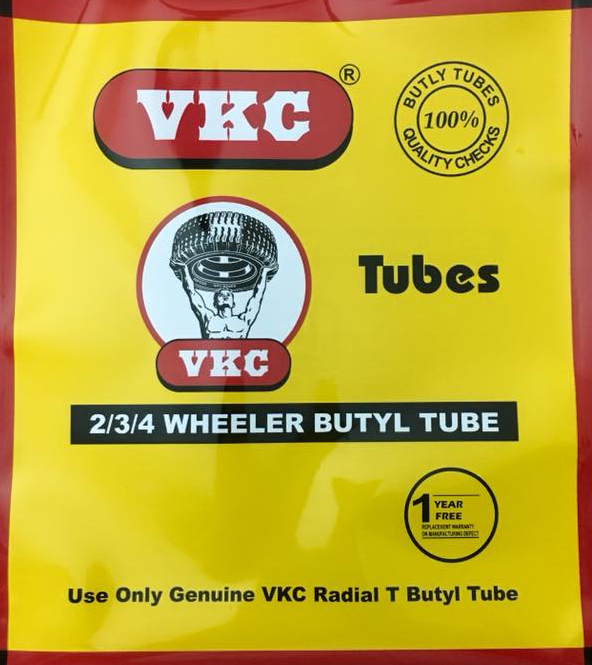 VKC ®
BUTLY TUBES
100%
QUALITY CHECKS
Tubes
VKC
2/3/4 WHEELER BUTYL TUBE
1 YEAR
FREE
REPLACEMENT WARRANTY
ON MANUFACTURING DEFECT
Use Only Genuine VKC Radial T Butyl Tube